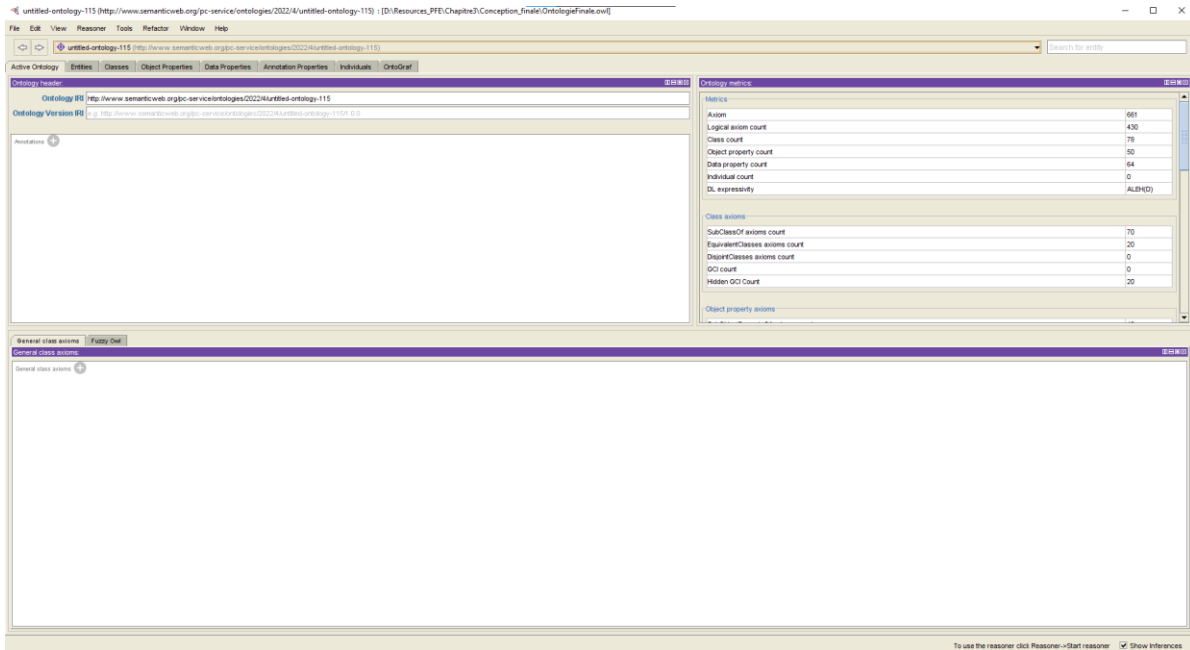 untitled-ontology-115 (http://www.semanticweb.org/pc-service/ontologies/2022/4/untitled-ontology-115) : [D:\Resources_PFE\Chapitre3\Conception_finale\OntologieFinale.owl]
File Edit View Reasoner Tools Refactor Window Help
untitled-ontology-115 (http://www.semanticweb.org/pc-service/ontologies/2022/4/untitled-ontology-115)
Search for entity
Active Ontology Entities Classes Object Properties Data Properties Annotation Properties Individuals OntoGraf
Ontology header:
Ontology IRI http://www.semanticweb.org/pc-service/ontologies/2022/4/untitled-ontology-115
Ontology Version IRI e.g. http://www.semanticweb.org/pc-service/ontologies/2022/4/untitled-ontology-115/1.0.0
Annotations
Ontology metrics:
Metrics
Axiom 661
Logical axiom count 430
Class count 78
Object property count 50
Data property count 64
Individual count 0
DL expressivity ALEH(D)
Class axioms
SubClassOf axioms count 70
EquivalentClasses axioms count 20
DisjointClasses axioms count 0
GCI count 0
Hidden GCI Count 20
Object property axioms
General class axioms Fuzzy Owl
General class axioms:
General class axioms
To use the reasoner click Reasoner->Start reasoner Show Inferences